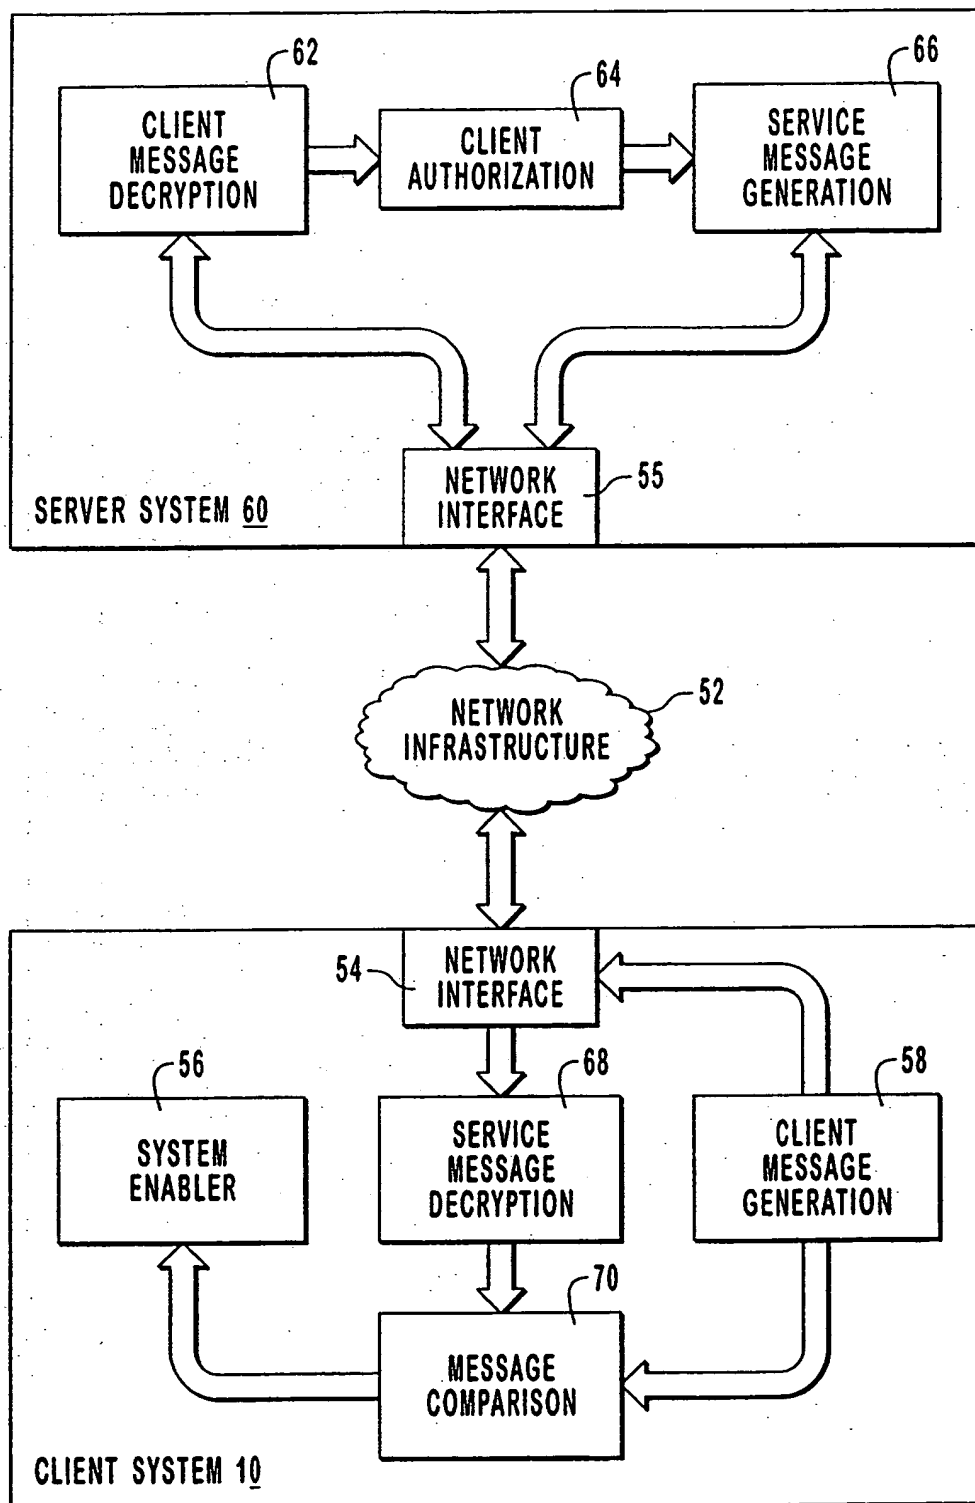 62
64
66
CLIENT
MESSAGE
DECRYPTION
CLIENT
AUTHORIZATION
SERVICE
MESSAGE
GENERATION
NETWORK
INTERFACE
55
SERVER SYSTEM 60
NETWORK
INFRASTRUCTURE
52
54
NETWORK
INTERFACE
56
68
58
SYSTEM
ENABLER
SERVICE
MESSAGE
DECRYPTION
CLIENT
MESSAGE
GENERATION
70
MESSAGE
COMPARISON
CLIENT SYSTEM 10